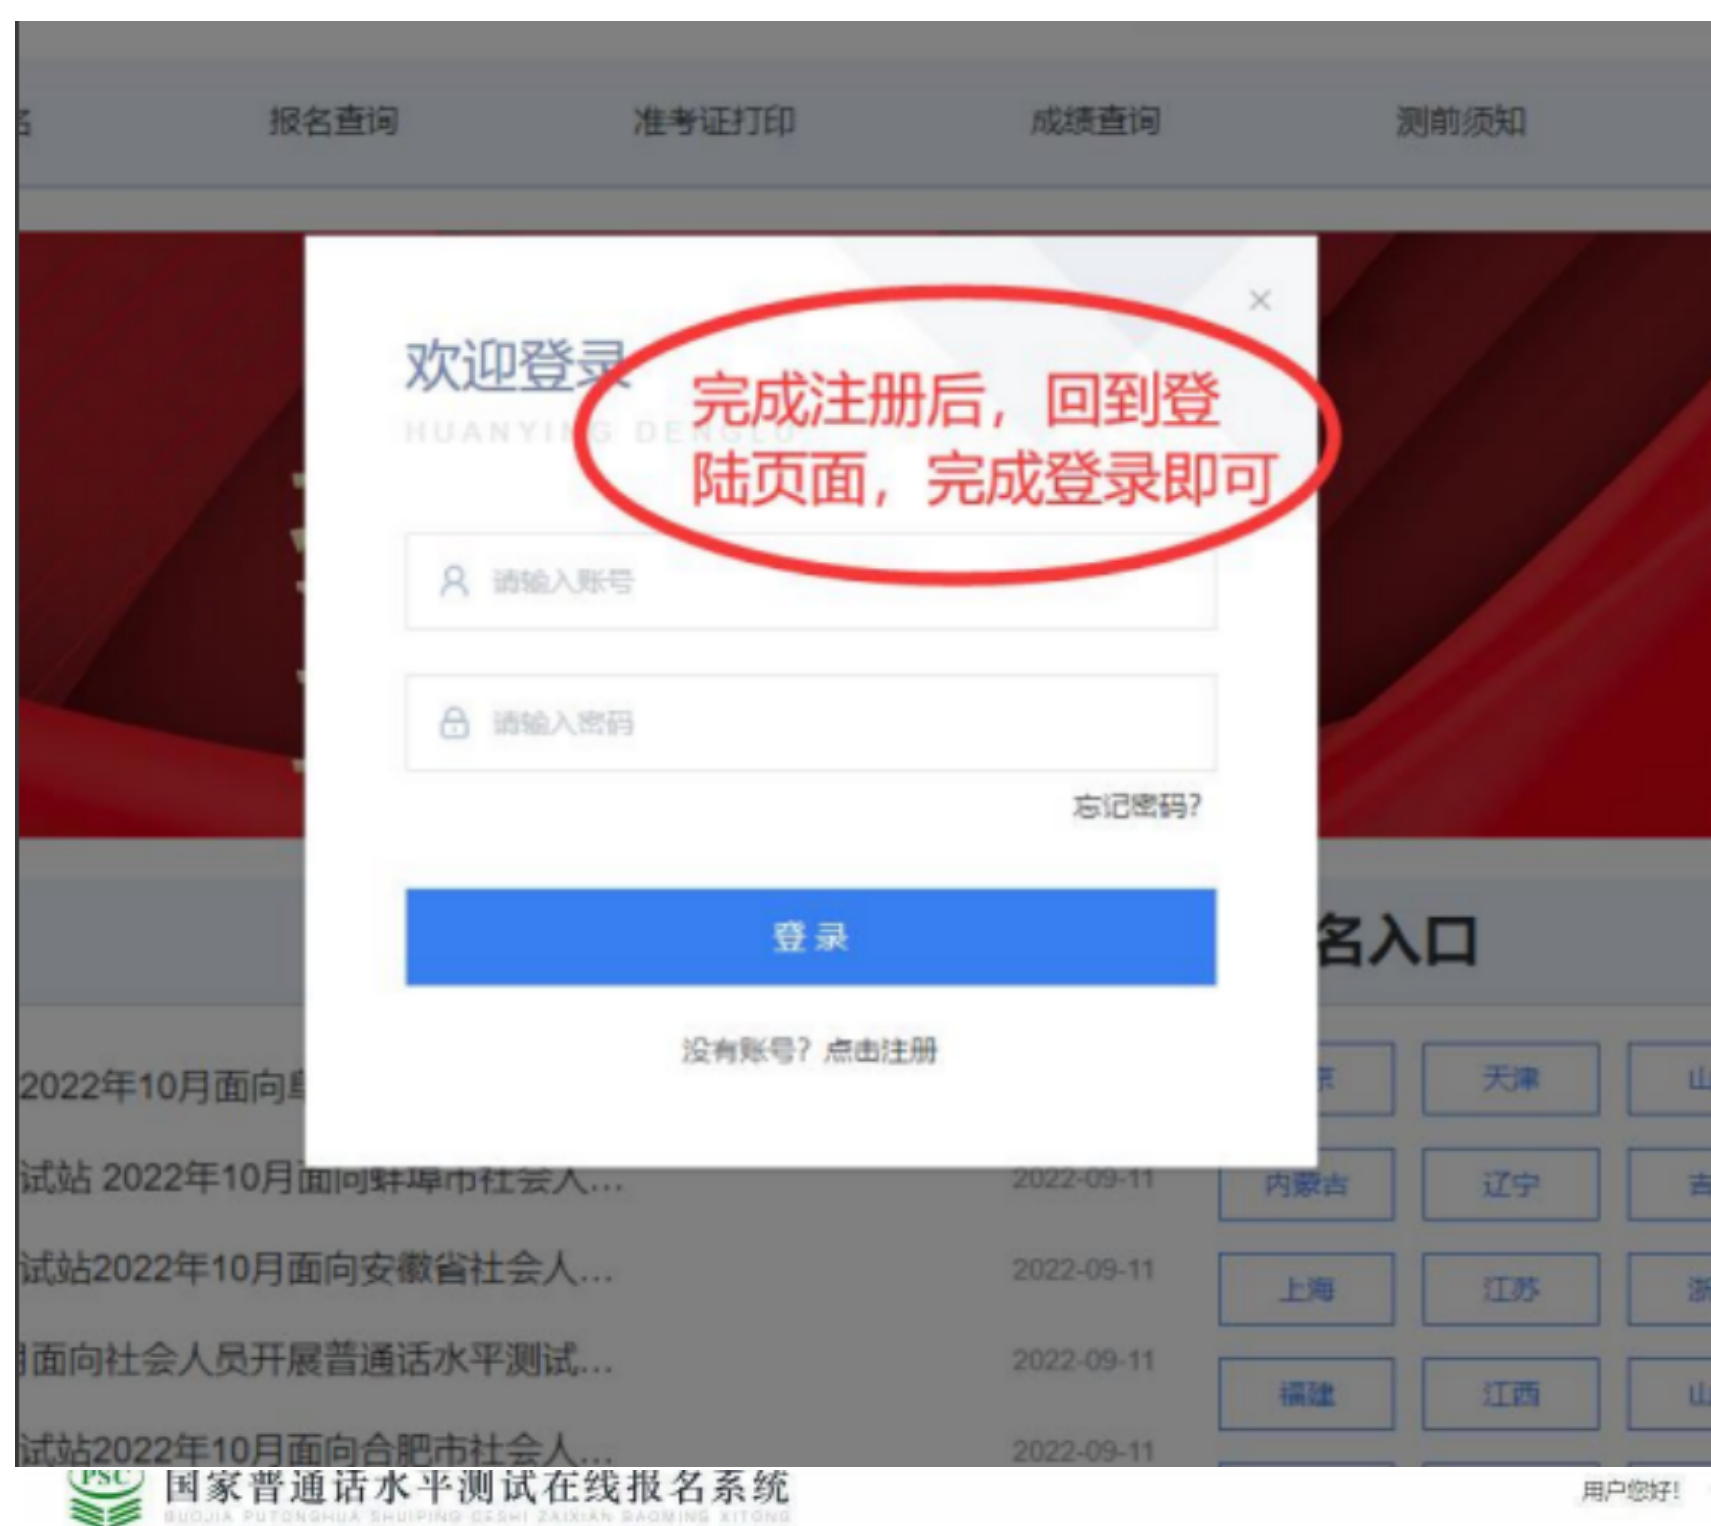 报名查询 准考证打印 成绩查询 测前须知
欢迎登录
HUANYING DENGLU
完成注册后，回到登
陆页面，完成登录即可
请输入账号
请输入密码
忘记密码?
登录
名入口
没有账号? 点击注册
2022年10月面向
天津
试站 2022年10月面向蚌埠市社会人... 2022-09-11
内蒙古 辽宁
试站2022年10月面向安徽省社会人... 2022-09-11
上海 江苏
面向社会人员开展普通话水平测试... 2022-09-11
福建 江西
试站2022年10月面向合肥市社会人... 2022-09-11
PSC 国家普通话水平测试在线报名系统 用户您好!
GUOJIA PUTONGHUA SHUIPING CESHI ZAIXIAN BAOMING XITONG